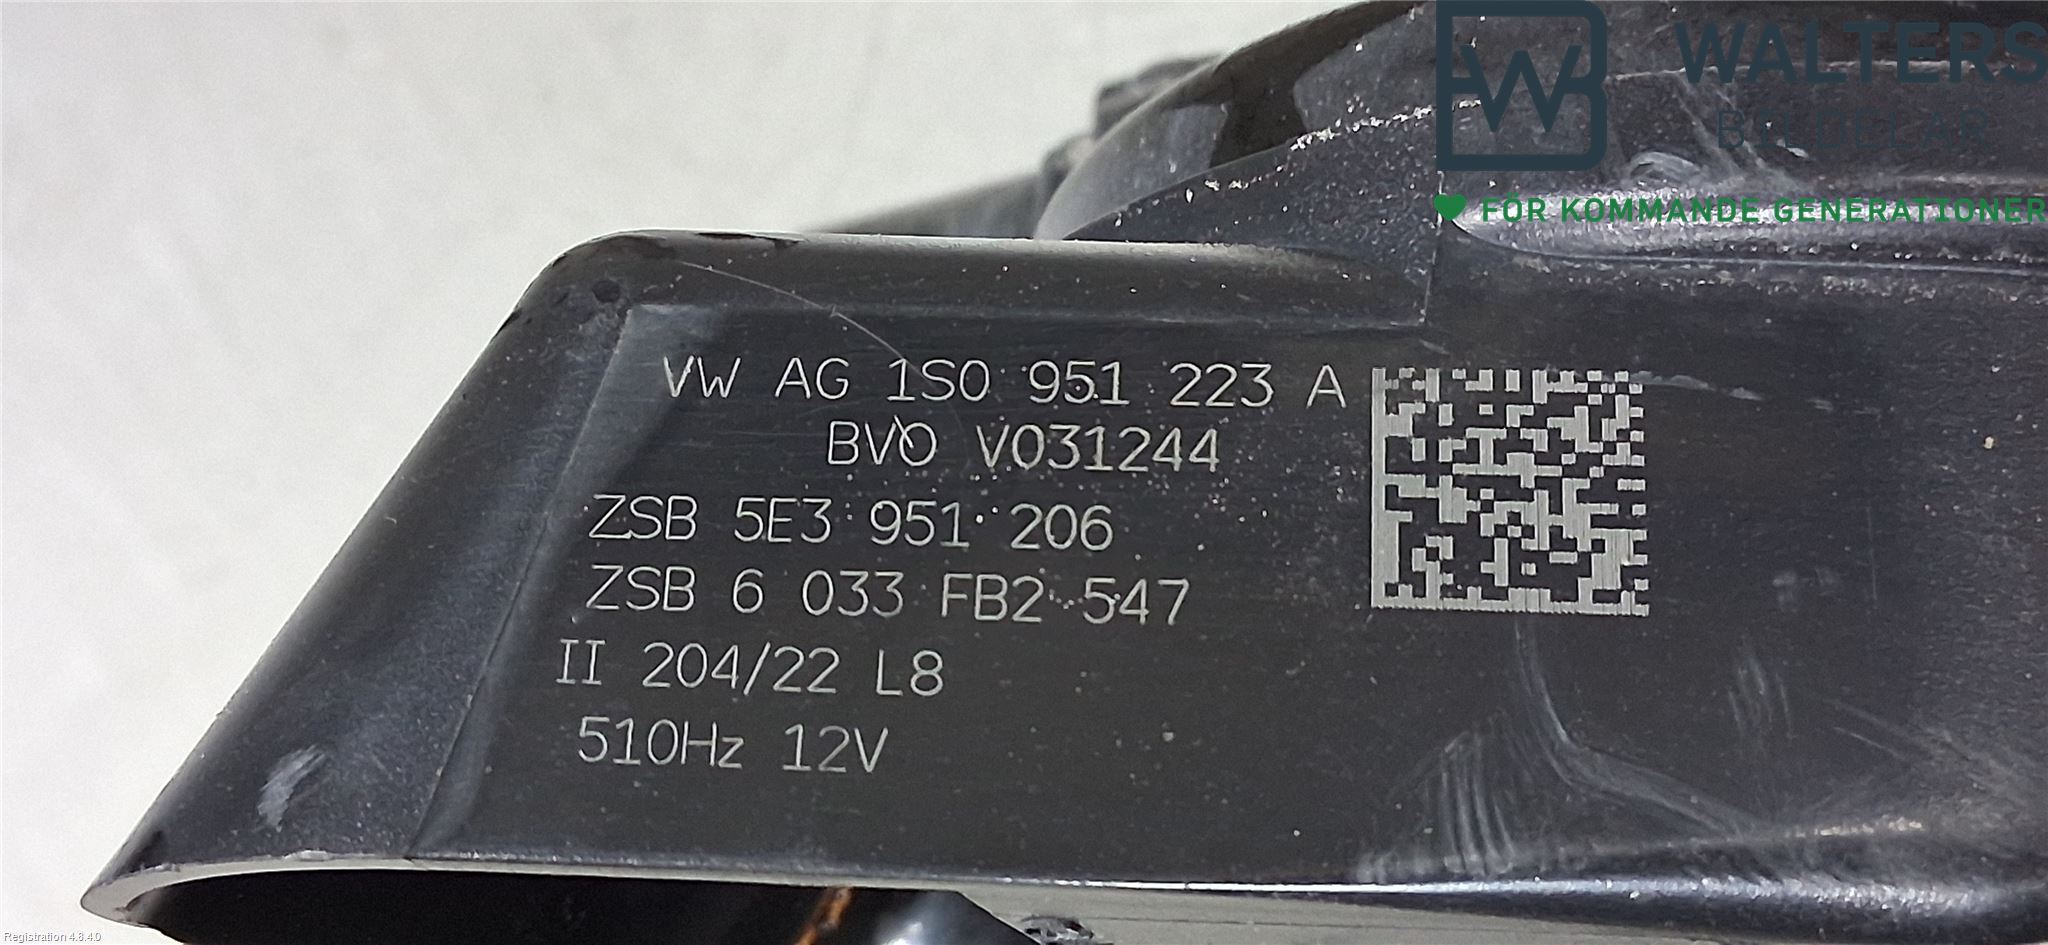 WALTERS
BILDELAR
FÖR KOMMANDE GENERATIONER
VW AG 1S0 951 223 A
BVO V031244
ZSB 5E3 951 206
ZSB 6 033 FB2 547
II 204/22 L8
510Hz 12V
Registration 4.8.4.0